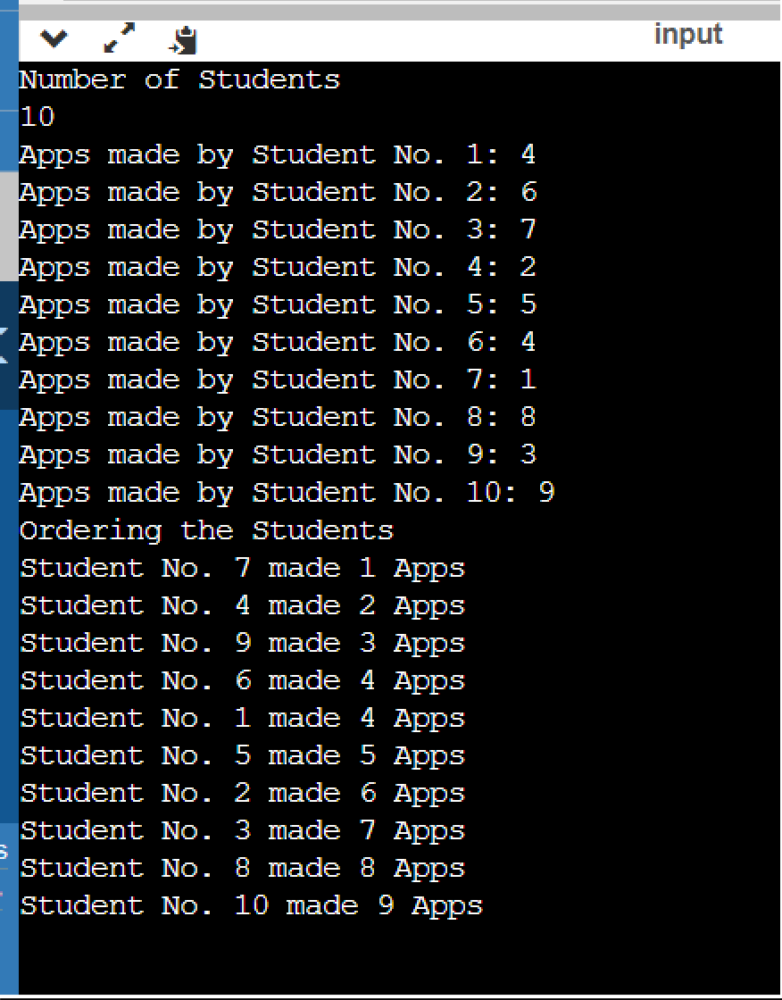 input
Number of Students
10
Apps made by Student No. 1: 4
Apps made by Student No. 2: 6
Apps made by Student No. 3: 7
Apps made by Student No. 4: 2
Apps made by Student No. 5: 5
Apps made by Student No. 6: 4
Apps made by Student No. 7: 1
Apps made by Student No. 8: 8
Apps made by Student No. 9: 3
Apps made by Student No. 10: 9
Ordering the Students
Student No. 7 made 1 Apps
Student No. 4 made 2 Apps
Student No. 9 made 3 Apps
Student No. 6 made 4 Apps
Student No. 1 made 4 Apps
Student No. 5 made 5 Apps
Student No. 2 made 6 Apps
Student No. 3 made 7 Apps
Student No. 8 made 8 Apps
Student No. 10 made 9 Apps